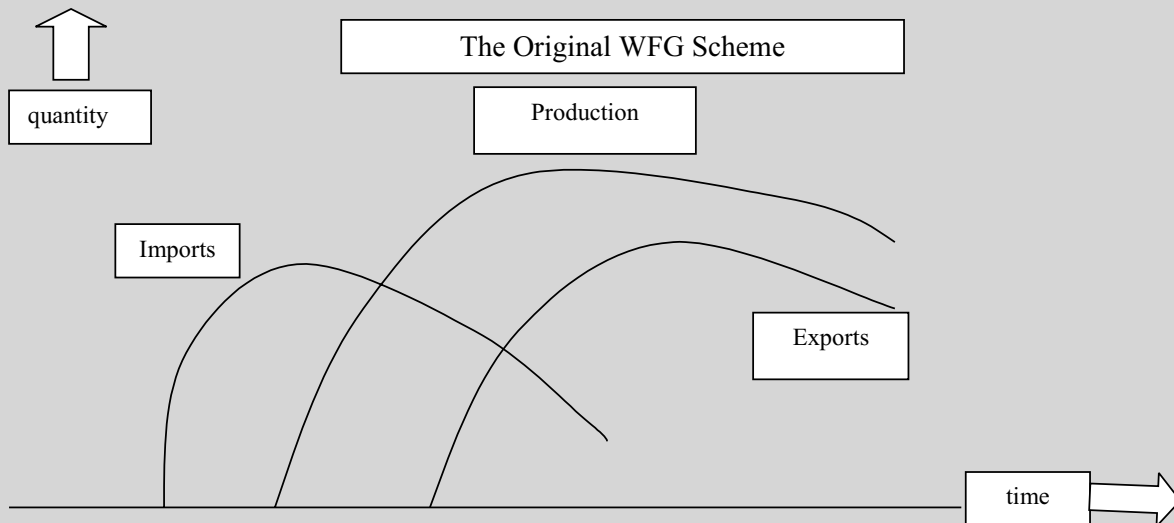 The Original WFG Scheme
quantity
Production
Imports
Exports
time